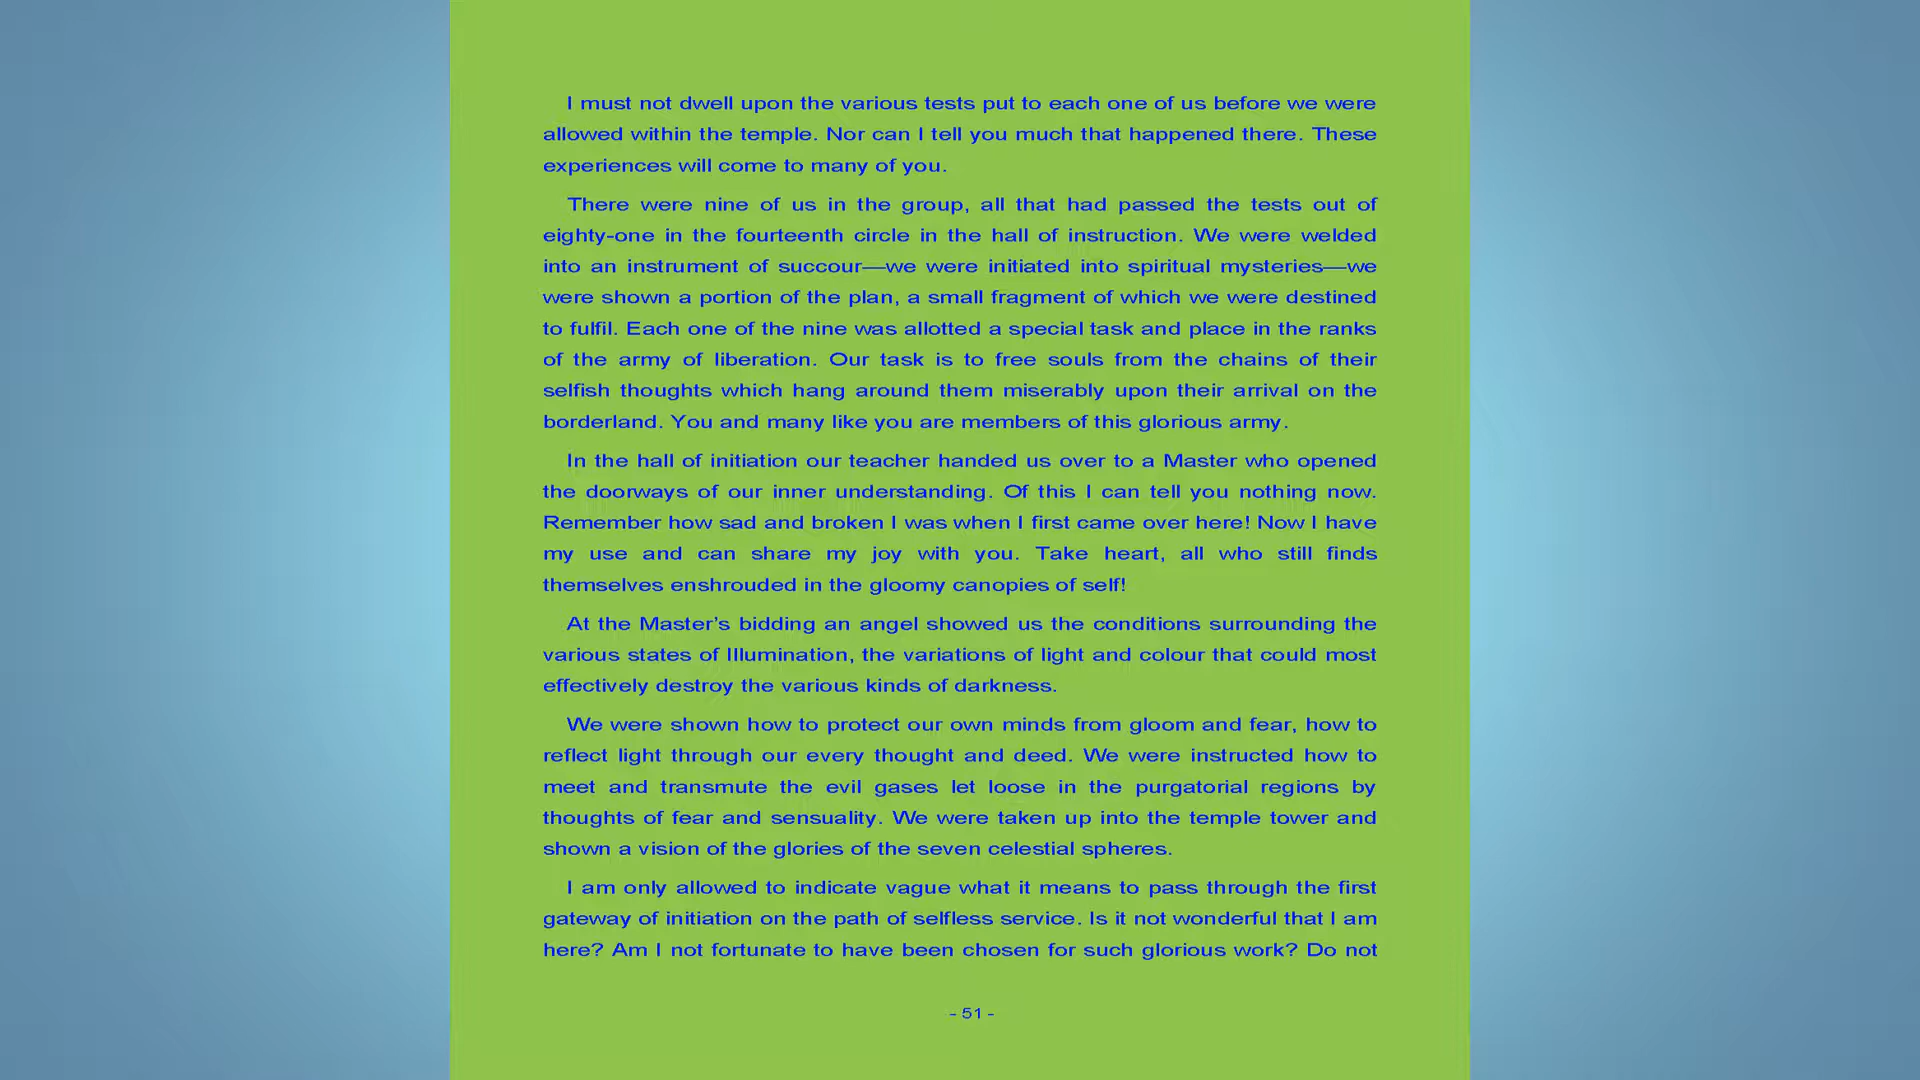 I must not dwell upon the various tests put to each one of us before we were
allowed within the temple. Nor can I tell you much that happened there. These
experiences will come to many of you.
There were nine of us in the group, all that had passed the tests out of
eighty-one in the fourteenth circle in the hall of instruction. We were welded
into an instrument of succour—we were initiated into spiritual mysteries—we
were shown a portion of the plan, a small fragment of which we were destined
to fulfil. Each one of the nine was allotted a special task and place in the ranks
of the army of liberation. Our task is to free souls from the chains of their
selfish thoughts which hang around them miserably upon their arrival on the
borderland. You and many like you are members of this glorious army.
In the hall of initiation our teacher handed us over to a Master who opened
the doorways of our inner understanding. Of this I can tell you nothing now.
Remember how sad and broken I was when I first came over here! Now I have
my use and can share my joy with you. Take heart, all who still finds
themselves enshrouded in the gloomy canopies of self!
At the Master’s bidding an angel showed us the conditions surrounding the
various states of Illumination, the variations of light and colour that could most
effectively destroy the various kinds of darkness.
We were shown how to protect our own minds from gloom and fear, how to
reflect light through our every thought and deed. We were instructed how to
meet and transmute the evil gases let loose in the purgatorial regions by
thoughts of fear and sensuality. We were taken up into the temple tower and
shown a vision of the glories of the seven celestial spheres.
I am only allowed to indicate vague what it means to pass through the first
gateway of initiation on the path of selfless service. Is it not wonderful that I am
here? Am I not fortunate to have been chosen for such glorious work? Do not
- 51 -